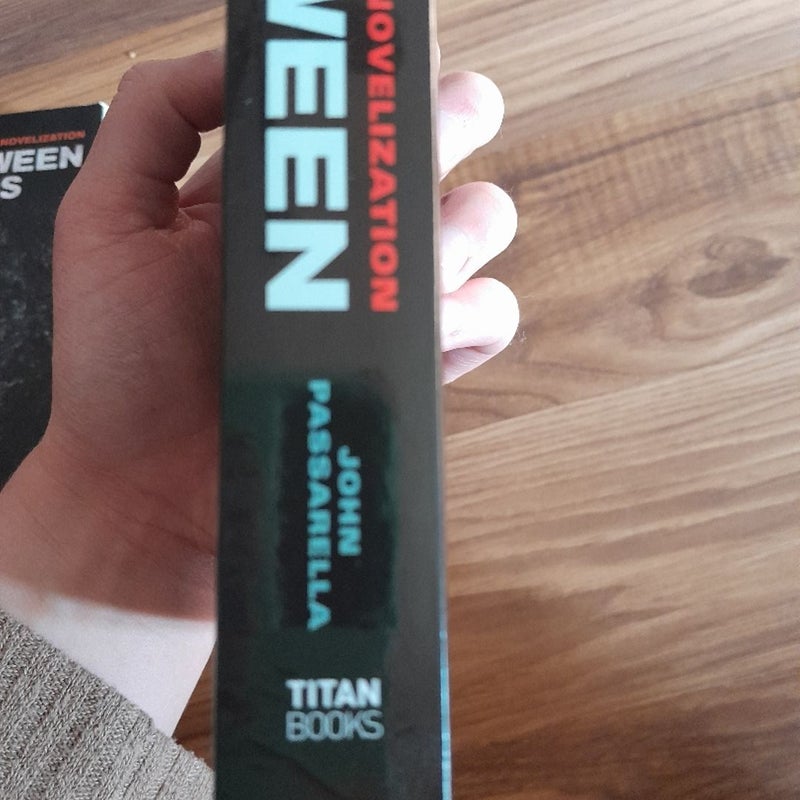 NOVELIZATION
WEEN
S
NOVELIZATION
WEEN
JOHN
PASSARELLA
TITAN
BOOKS